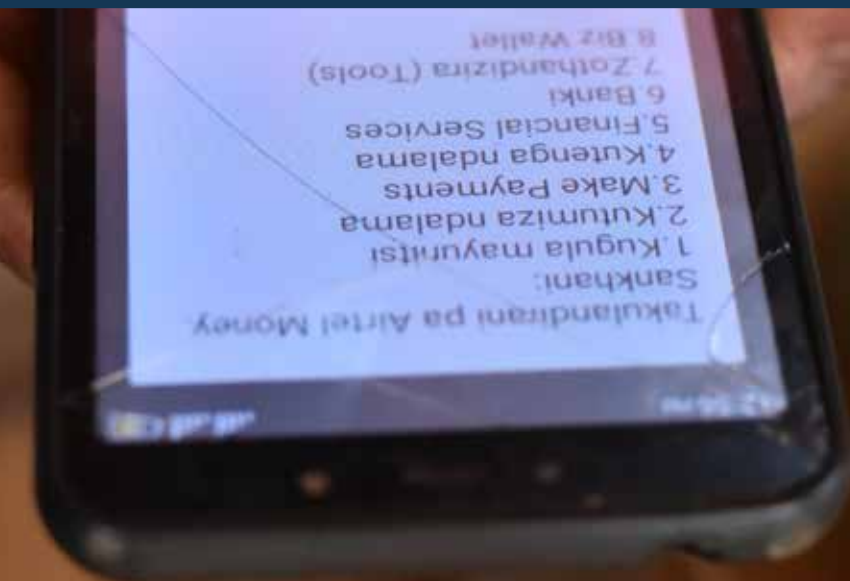 Takulandirani pa Airtel Money.
Sankhani:
1.Kugula mayunitsi
2.Kutumiza ndalama
3.Make Payments
4.Kutenga ndalama
5.Financial Services
6.Banki
7.Zothandizira (Tools)
8.Biz Wallet